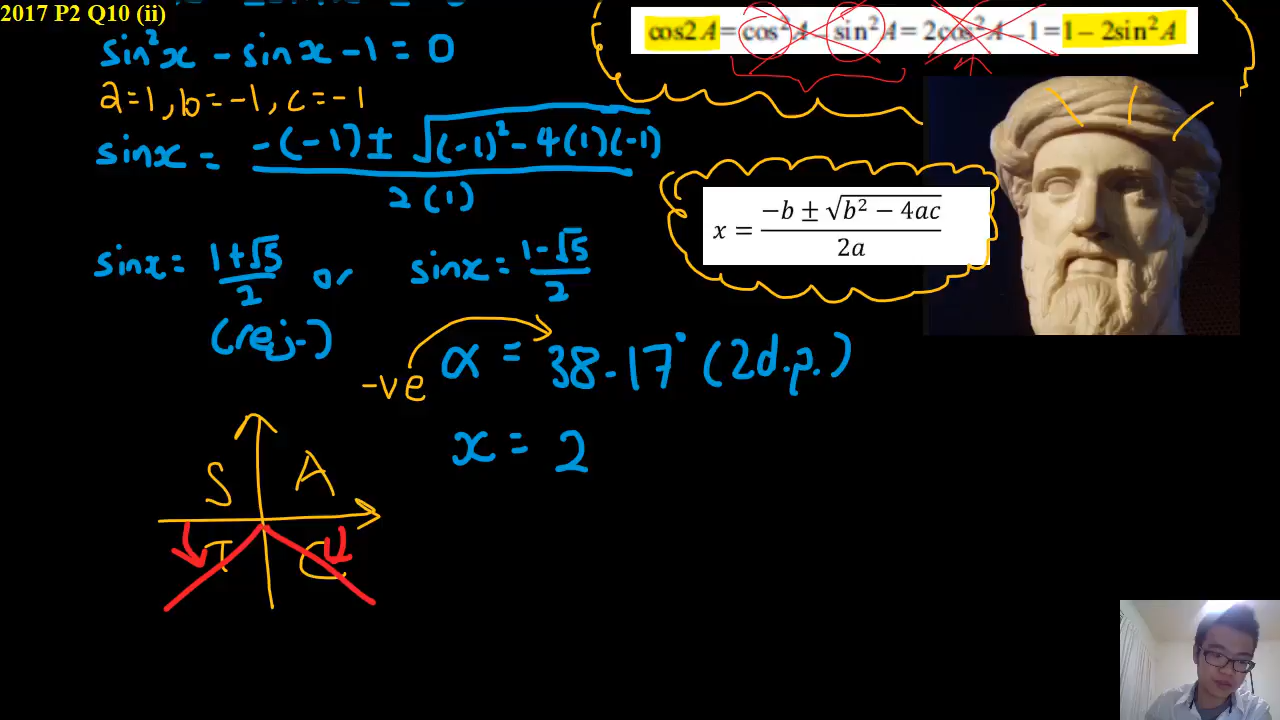 2017 P2 Q10 (ii)
cos2A = cos²A - sin²A = 2cos²A - 1 = 1 - 2sin²A
sin²x - sinx - 1 = 0
a=1, b=-1, c=-1
sinx = -(-1) ± √(-1)² - 4(1)(-1) / 2(1)
x = -b ± √b² - 4ac / 2a
sinx = 1+√5 / 2 or sinx = 1-√5 / 2
(rej.)
-ve α = 38.17° (2d.p.)
x = 2
S A
T C